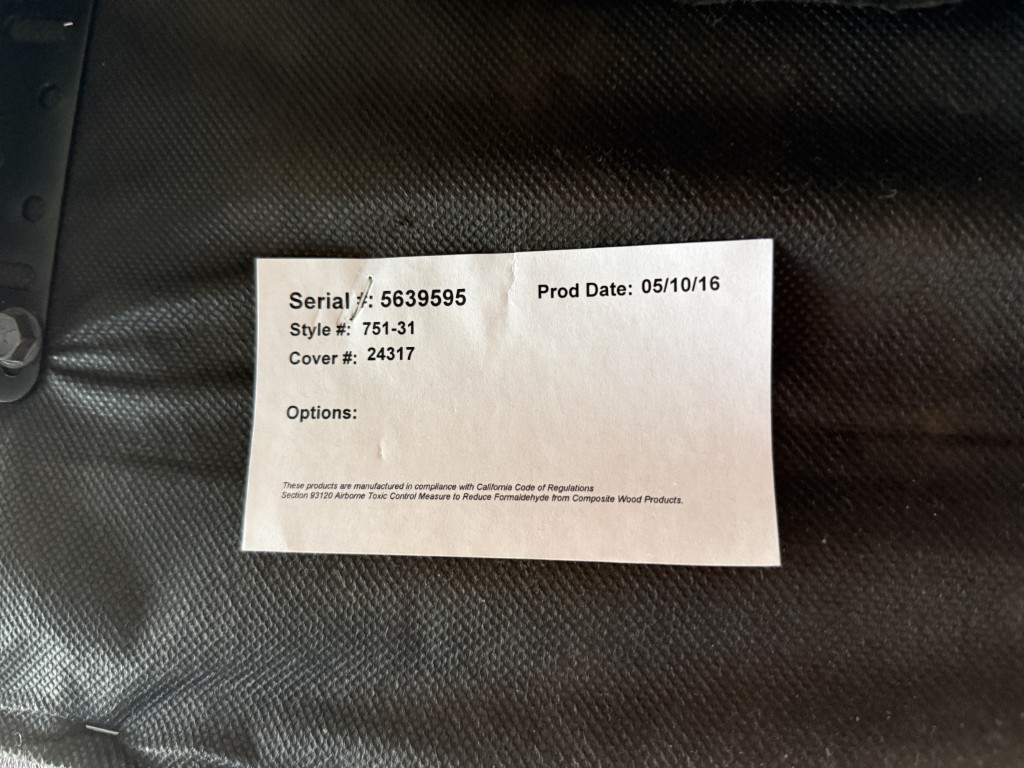 Serial #: 5639595
Prod Date: 05/10/16
Style #: 751-31
Cover #: 24317
Options:
These products are manufactured in compliance with California Code of Regulations
Section 93120 Airborne Toxic Control Measure to Reduce Formaldehyde from Composite Wood Products.